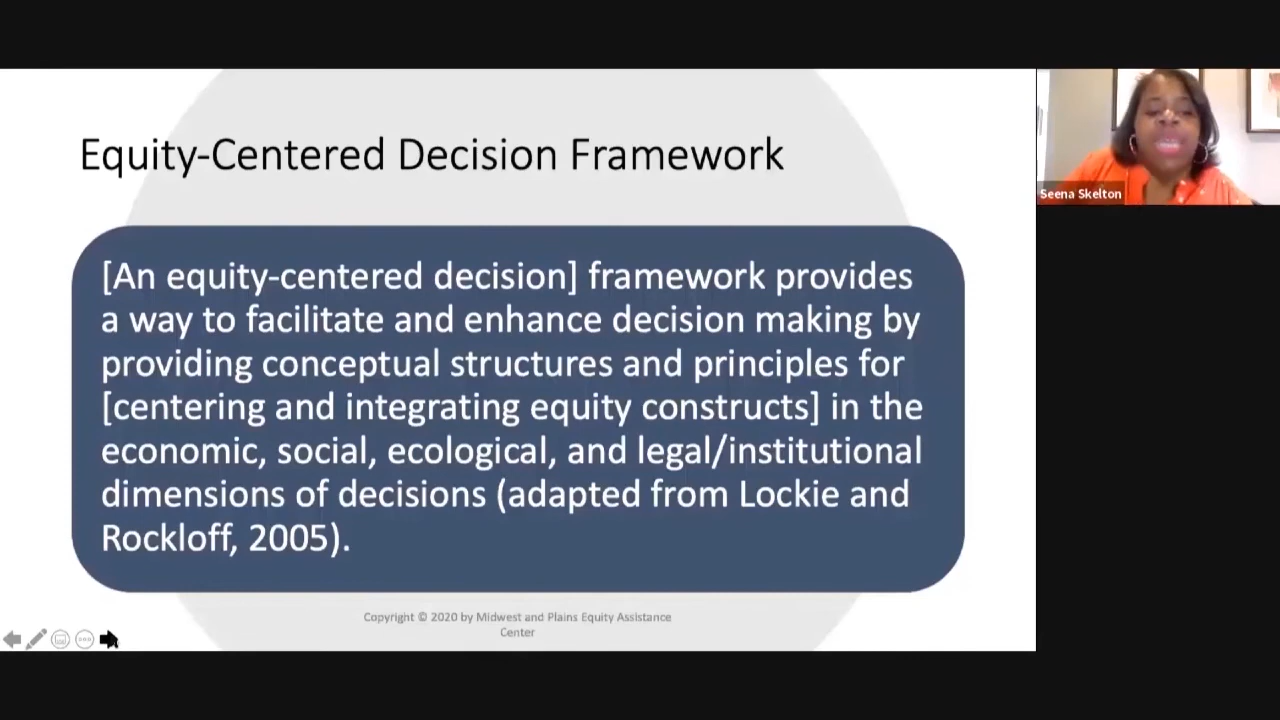 Equity-Centered Decision Framework
[An equity-centered decision] framework provides
a way to facilitate and enhance decision making by
providing conceptual structures and principles for
[centering and integrating equity constructs] in the
economic, social, ecological, and legal/institutional
dimensions of decisions (adapted from Lockie and
Rockloff, 2005).
Copyright © 2020 by Midwest and Plains Equity Assistance
Center
Seena Skelton